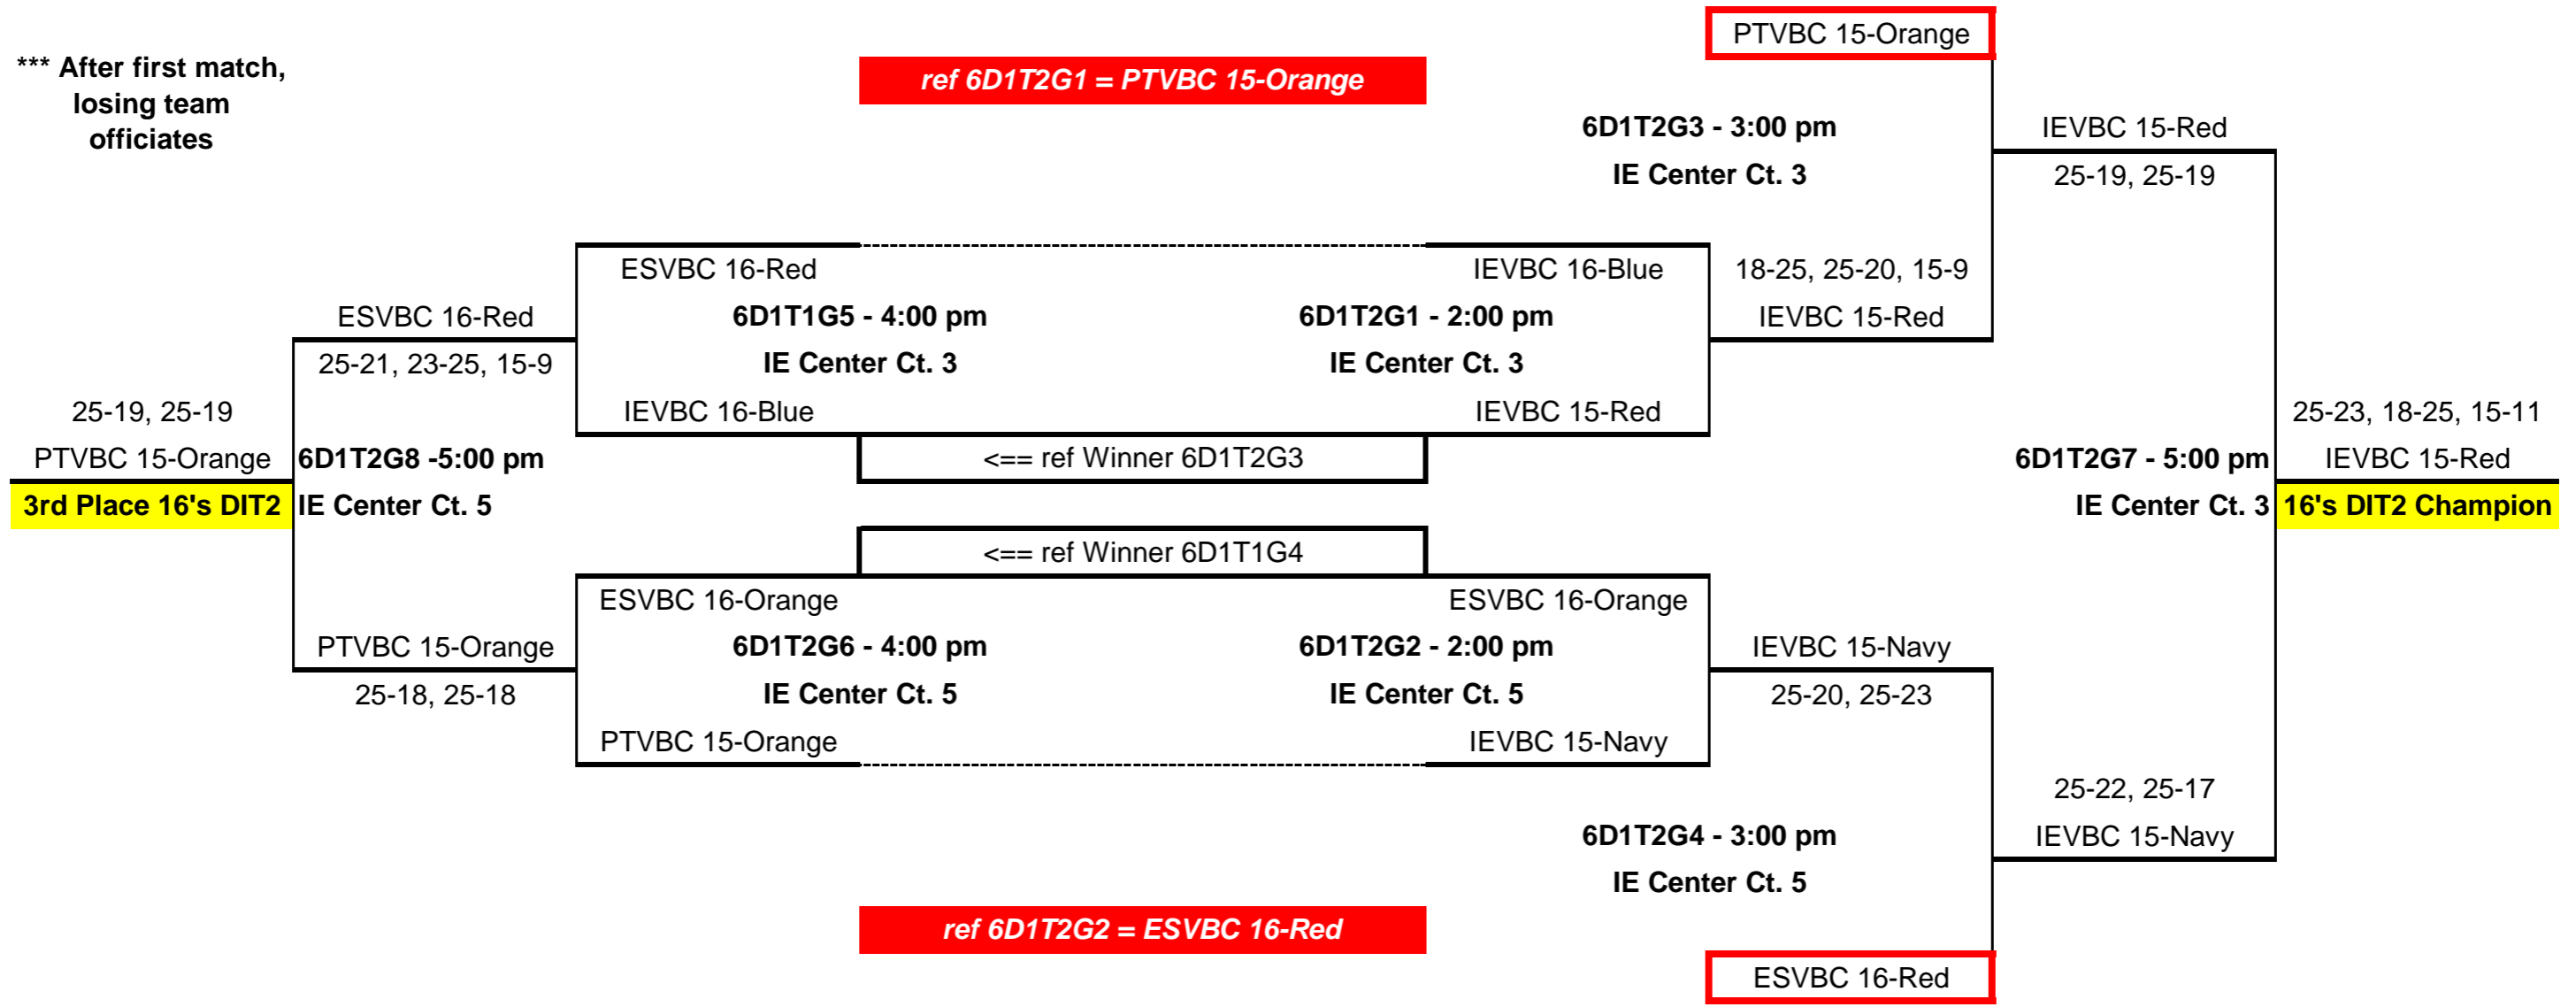 PTVBC 15-Orange
*** After first match,
losing team
officiates
ref 6D1T2G1 = PTVBC 15-Orange
6D1T2G3 - 3:00 pm
IE Center Ct. 3
IEVBC 15-Red
25-19, 25-19
ESVBC 16-Red
IEVBC 16-Blue
18-25, 25-20, 15-9
ESVBC 16-Red
6D1T1G5 - 4:00 pm
6D1T2G1 - 2:00 pm
IEVBC 15-Red
25-21, 23-25, 15-9
IE Center Ct. 3
IE Center Ct. 3
25-19, 25-19
IEVBC 16-Blue
IEVBC 15-Red
25-23, 18-25, 15-11
PTVBC 15-Orange
6D1T2G8 -5:00 pm
<== ref Winner 6D1T2G3
6D1T2G7 - 5:00 pm
IEVBC 15-Red
3rd Place 16's DIT2
IE Center Ct. 5
IE Center Ct. 3
16's DIT2 Champion
<== ref Winner 6D1T1G4
ESVBC 16-Orange
ESVBC 16-Orange
PTVBC 15-Orange
6D1T2G6 - 4:00 pm
6D1T2G2 - 2:00 pm
IEVBC 15-Navy
25-18, 25-18
IE Center Ct. 5
IE Center Ct. 5
25-20, 25-23
PTVBC 15-Orange
IEVBC 15-Navy
25-22, 25-17
6D1T2G4 - 3:00 pm
IEVBC 15-Navy
IE Center Ct. 5
ref 6D1T2G2 = ESVBC 16-Red
ESVBC 16-Red